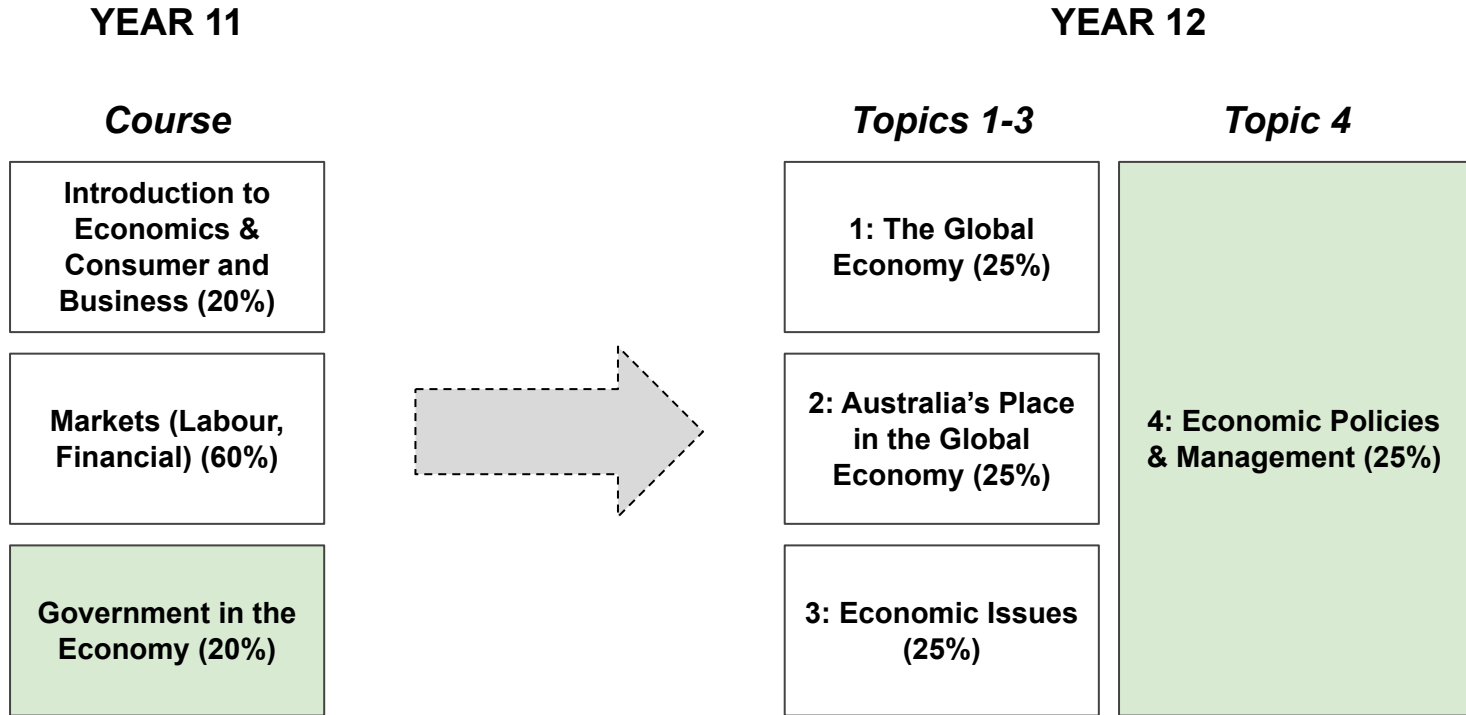 YEAR 11
YEAR 12
Course
Topics 1-3
Topic 4
Introduction to
Economics &
Consumer and
Business (20%)
Markets (Labour,
Financial) (60%)
Government in the
Economy (20%)
1: The Global
Economy (25%)
2: Australia’s Place
in the Global
Economy (25%)
3: Economic Issues
(25%)
4: Economic Policies
& Management (25%)